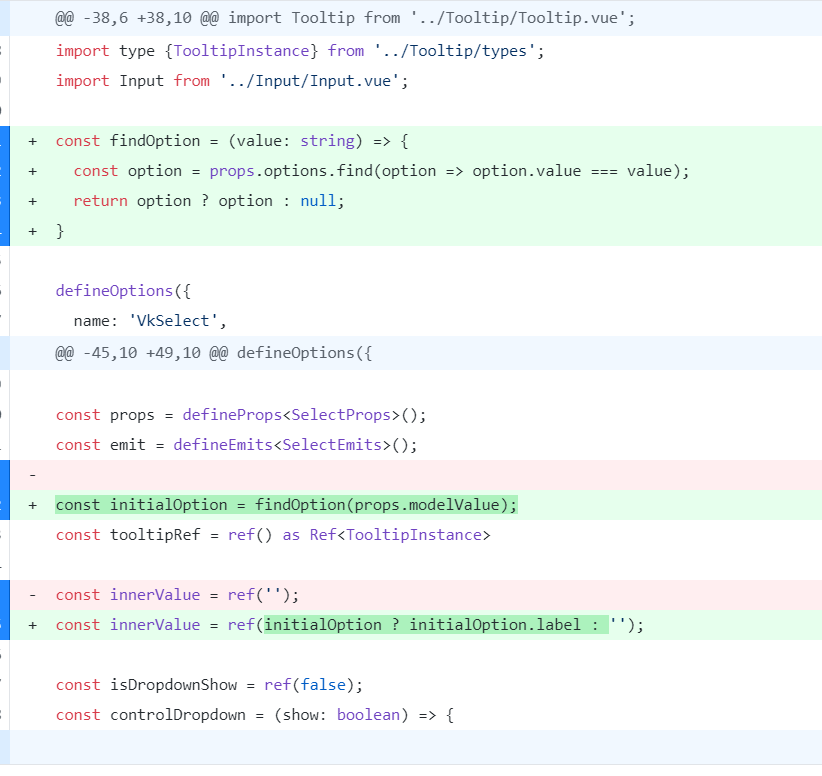 @@ -38,6 +38,10 @@ import Tooltip from '../Tooltip/Tooltip.vue';
import type {TooltipInstance} from '../Tooltip/types';
import Input from '../Input/Input.vue';
+ const findOption = (value: string) => {
+ const option = props.options.find(option => option.value === value);
+ return option ? option : null;
+ }
defineOptions({
name: 'VkSelect',
@@ -45,10 +49,10 @@ defineOptions({
const props = defineProps<SelectProps>();
const emit = defineEmits<SelectEmits>();
-
+ const initialOption = findOption(props.modelValue);
const tooltipRef = ref() as Ref<TooltipInstance>
- const innerValue = ref('');
+ const innerValue = ref(initialOption ? initialOption.label : '');
const isDropdownShow = ref(false);
const controlDropdown = (show: boolean) => {